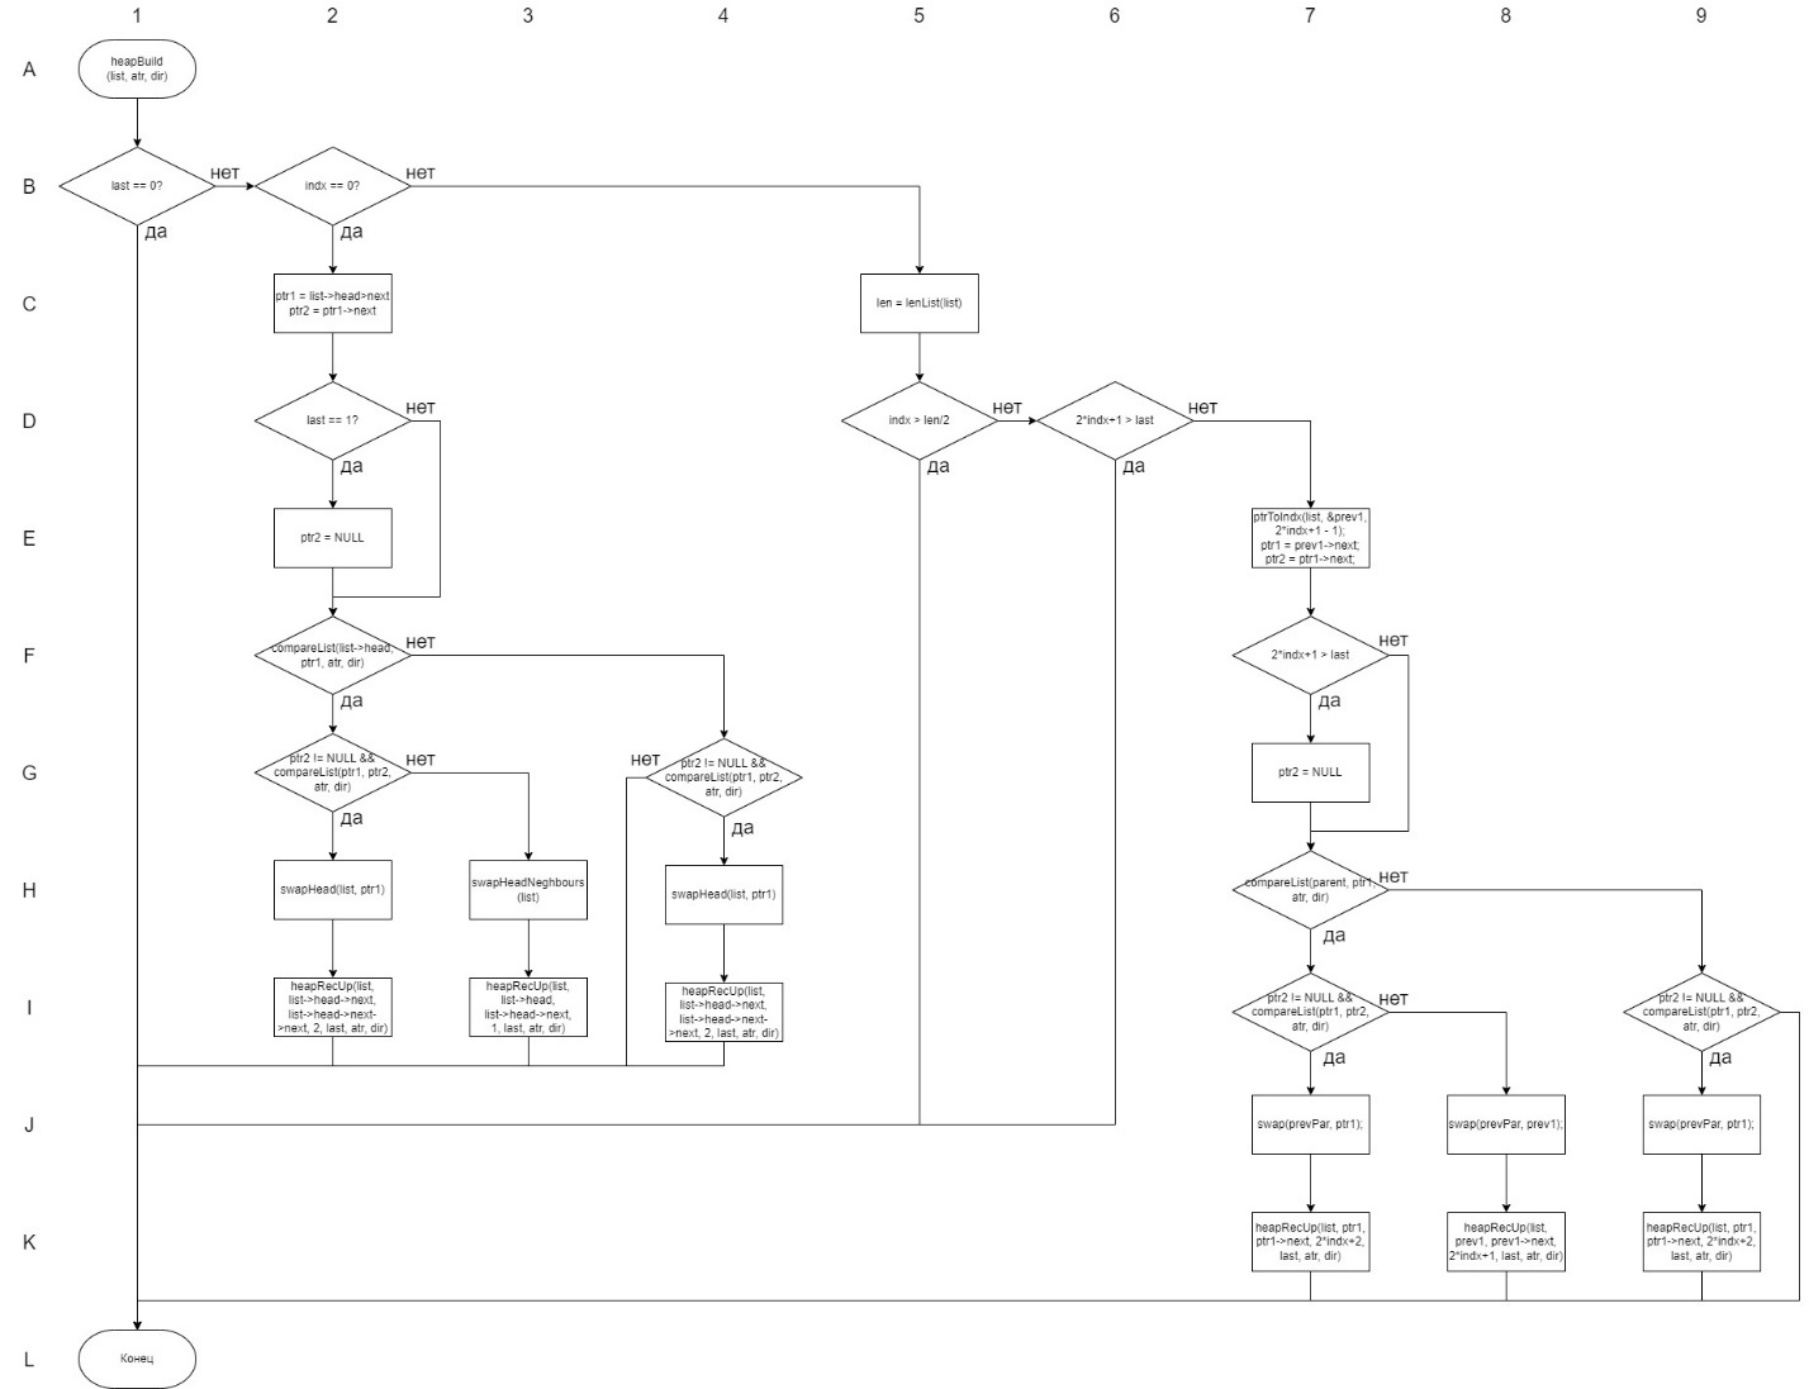 1 2 3 4 5 6 7 8 9
A
heapBuild
(list, atr, dir)
B
last == 0?
нет
indx == 0?
нет
да
да
C
ptr1 = list->head>next
ptr2 = ptr1->next
len = lenList(list)
D
last == 1?
нет
indx > len/2
нет
2*indx+1 > last
нет
да
да
да
E
ptr2 = NULL
ptrToIndx(list, &prev1,
2*indx+1 - 1);
ptr1 = prev1->next;
ptr2 = ptr1->next;
F
compareList(list->head,
ptr1, atr, dir)
нет
2*indx+1 > last
нет
да
да
G
ptr2 != NULL &&
compareList(ptr1, ptr2,
atr, dir)
нет
нет
ptr2 != NULL &&
compareList(ptr1, ptr2,
atr, dir)
ptr2 = NULL
да
да
H
swapHead(list, ptr1)
swapHeadNeghbours
(list)
swapHead(list, ptr1)
compareList(parent, ptr1,
atr, dir)
нет
да
I
heapRecUp(list,
list->head->next,
list->head->next-
>next, 2, last, atr, dir)
heapRecUp(list,
list->head,
list->head->next,
1, last, atr, dir)
heapRecUp(list,
list->head->next,
list->head->next-
>next, 2, last, atr, dir)
ptr2 != NULL &&
compareList(ptr1, ptr2,
atr, dir)
нет
ptr2 != NULL &&
compareList(ptr1, ptr2,
atr, dir)
да
да
J
swap(prevPar, ptr1);
swap(prevPar, prev1);
swap(prevPar, ptr1);
K
heapRecUp(list, ptr1,
ptr1->next, 2*indx+2,
last, atr, dir)
heapRecUp(list,
prev1, prev1->next,
2*indx+1, last, atr, dir)
heapRecUp(list, ptr1,
ptr1->next, 2*indx+2,
last, atr, dir)
L
Конец